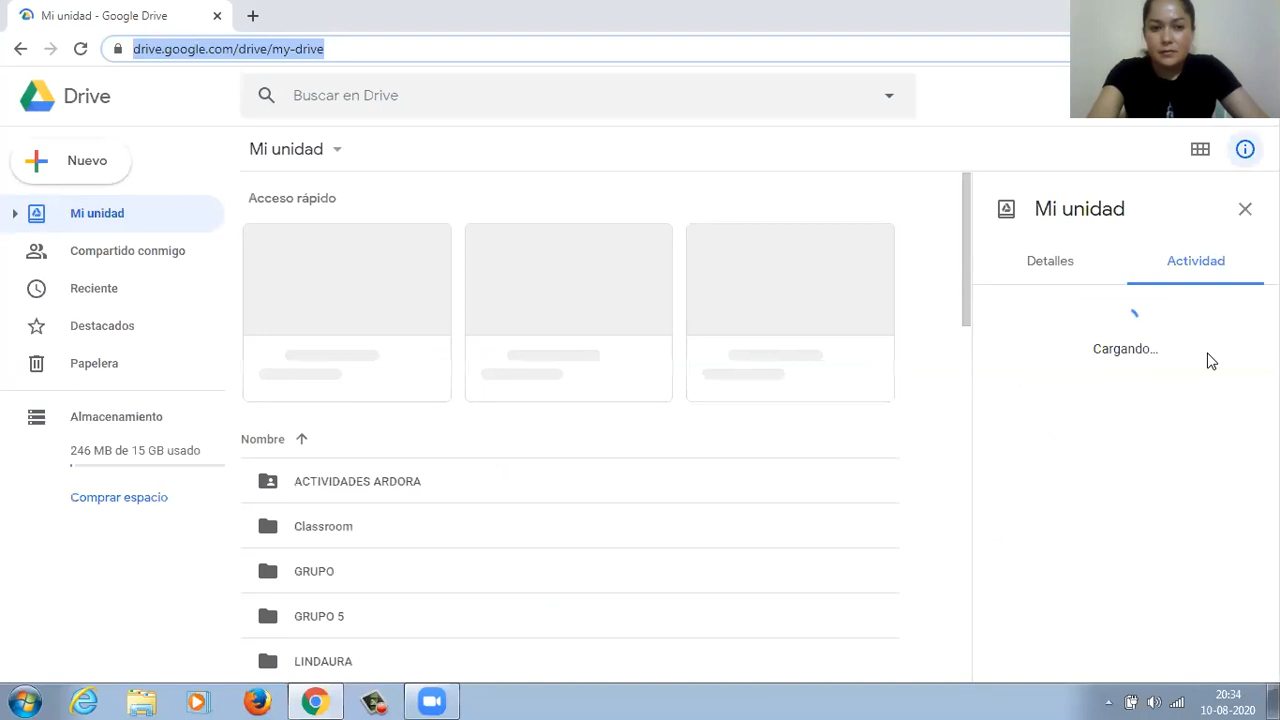 Mi unidad - Google Drive
drive.google.com/drive/my-drive
Drive
Buscar en Drive
Nuevo
Mi unidad
Compartido conmigo
Reciente
Destacados
Papelera
Almacenamiento
246 MB de 15 GB usado
Comprar espacio
Mi unidad
Acceso rápido
Nombre
ACTIVIDADES ARDORA
Classroom
GRUPO
GRUPO 5
LINDAURA
Mi unidad
Detalles
Actividad
Cargando...
20:34
10-08-2020